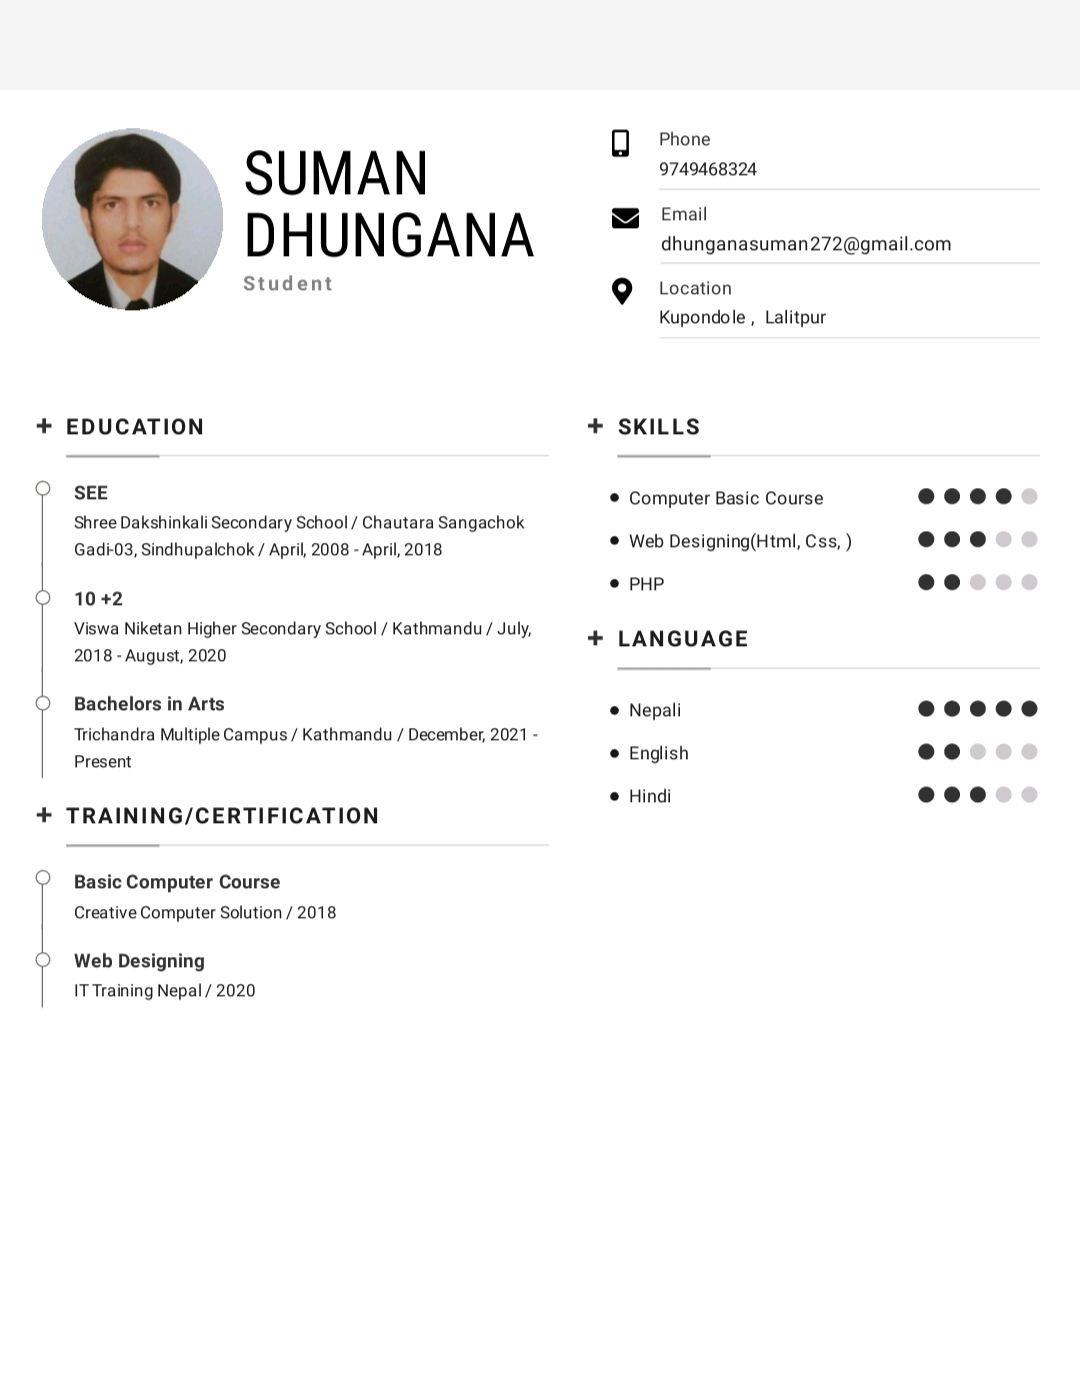 SUMAN
DHUNGANA
Student
Phone
9749468324
Email
dhunganasuman272@gmail.com
Location
Kupondole ,  Lalitpur
EDUCATION
SEE
Shree Dakshinkali Secondary School / Chautara Sangachok
Gadi-03, Sindhupalchok / April, 2008 - April, 2018
10 +2
Viswa Niketan Higher Secondary School / Kathmandu / July,
2018 - August, 2020
Bachelors in Arts
Trichandra Multiple Campus / Kathmandu / December, 2021 -
Present
TRAINING/CERTIFICATION
Basic Computer Course
Creative Computer Solution / 2018
Web Designing
IT Training Nepal / 2020
SKILLS
Computer Basic Course
Web Designing(Html, Css, )
PHP
LANGUAGE
Nepali
English
Hindi